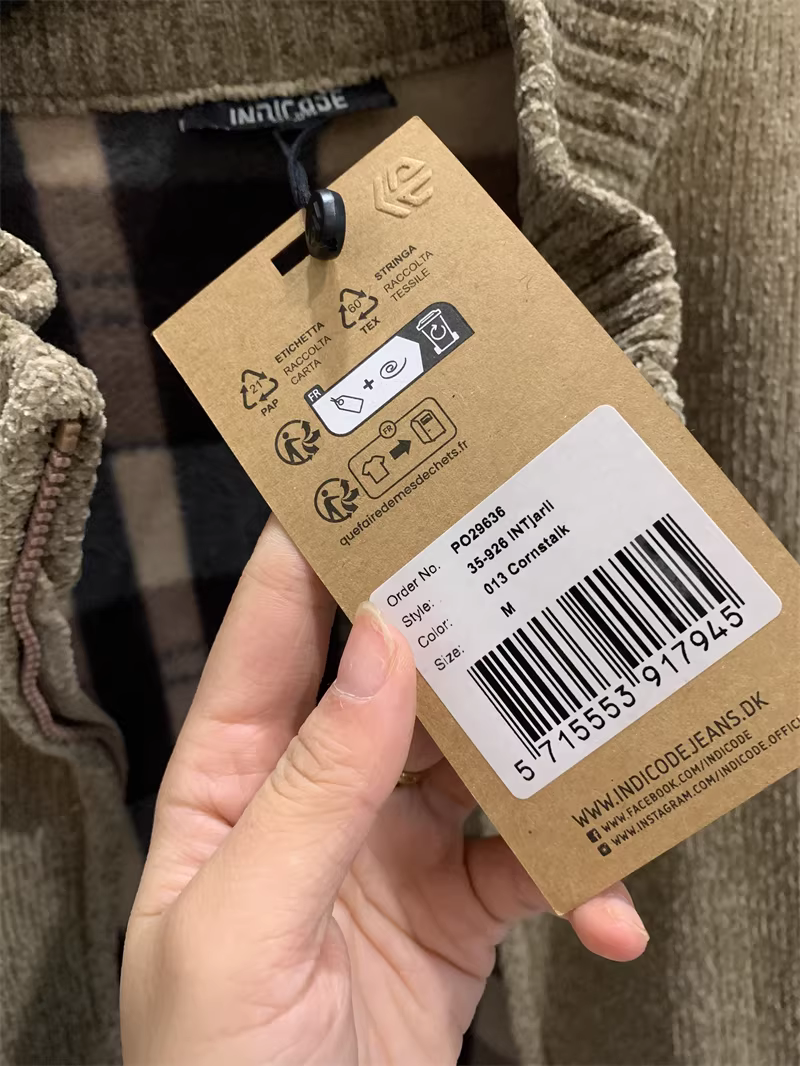 INDICODE
STRINGA
RACCOLTA
TESSILE
60
TEX
ETICHETTA
RACCOLTA
CARTA
21
PAP
FR
FR
quefairedemesdechets.fr
Order No. PO29636
Style: 35-926 INTJarli
Color: 013 Cornstalk
Size: M
5 715553 917945
WWW.INDICODEJEANS.DK
WWW.FACEBOOK.COM/INDICODE
WWW.INSTAGRAM.COM/INDICODE.OFFICI